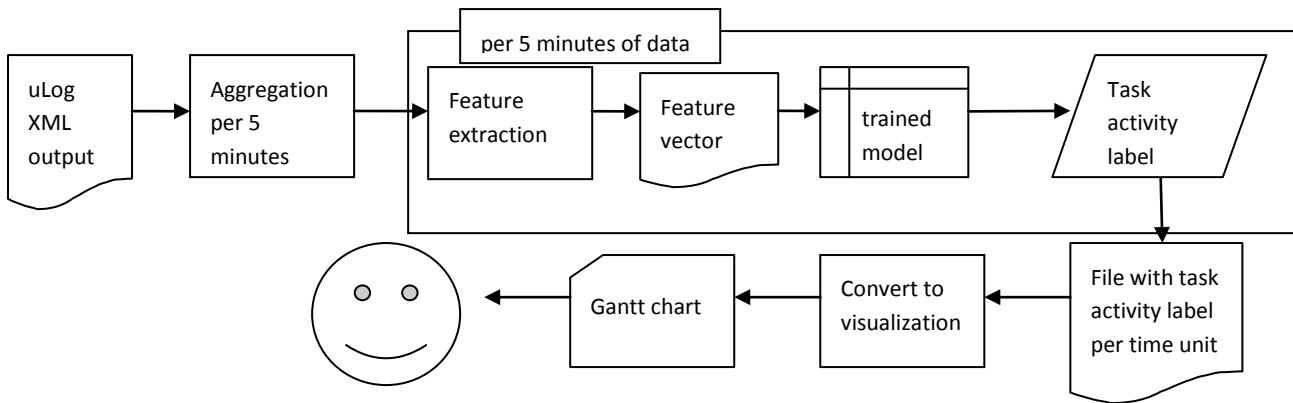 per 5 minutes of data
uLog
XML
output
Aggregation
per 5
minutes
Feature
extraction
Feature
vector
trained
model
Task
activity
label
Gantt chart
Convert to
visualization
File with task
activity label
per time unit